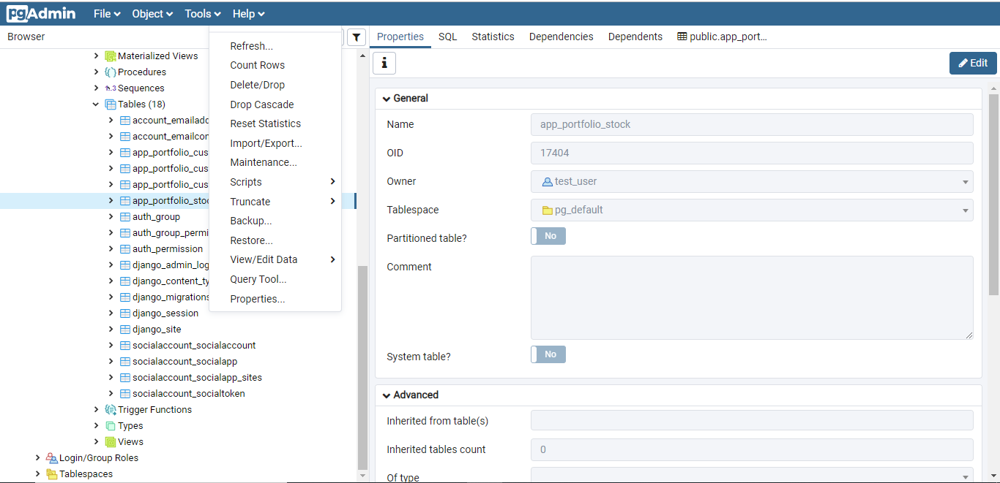 pgAdmin File Object Tools Help
Browser
Properties SQL Statistics Dependencies Dependents public.app_port...
Edit
Materialized Views
Procedures
Sequences
Tables (18)
account_emailadd
account_emailcon
app_portfolio_cus
app_portfolio_cus
app_portfolio_cus
app_portfolio_stoc
auth_group
auth_group_permi
auth_permission
django_admin_log
django_content_ty
django_migrations
django_session
django_site
socialaccount_socialaccount
socialaccount_socialapp
socialaccount_socialapp_sites
socialaccount_socialtoken
Trigger Functions
Types
Views
Login/Group Roles
Tablespaces
Refresh...
Count Rows
Delete/Drop
Drop Cascade
Reset Statistics
Import/Export...
Maintenance...
Scripts
Truncate
Backup...
Restore...
View/Edit Data
Query Tool...
Properties...
General
Name app_portfolio_stock
OID 17404
Owner test_user
Tablespace pg_default
Partitioned table? No
Comment
System table? No
Advanced
Inherited from table(s)
Inherited tables count 0
Of type